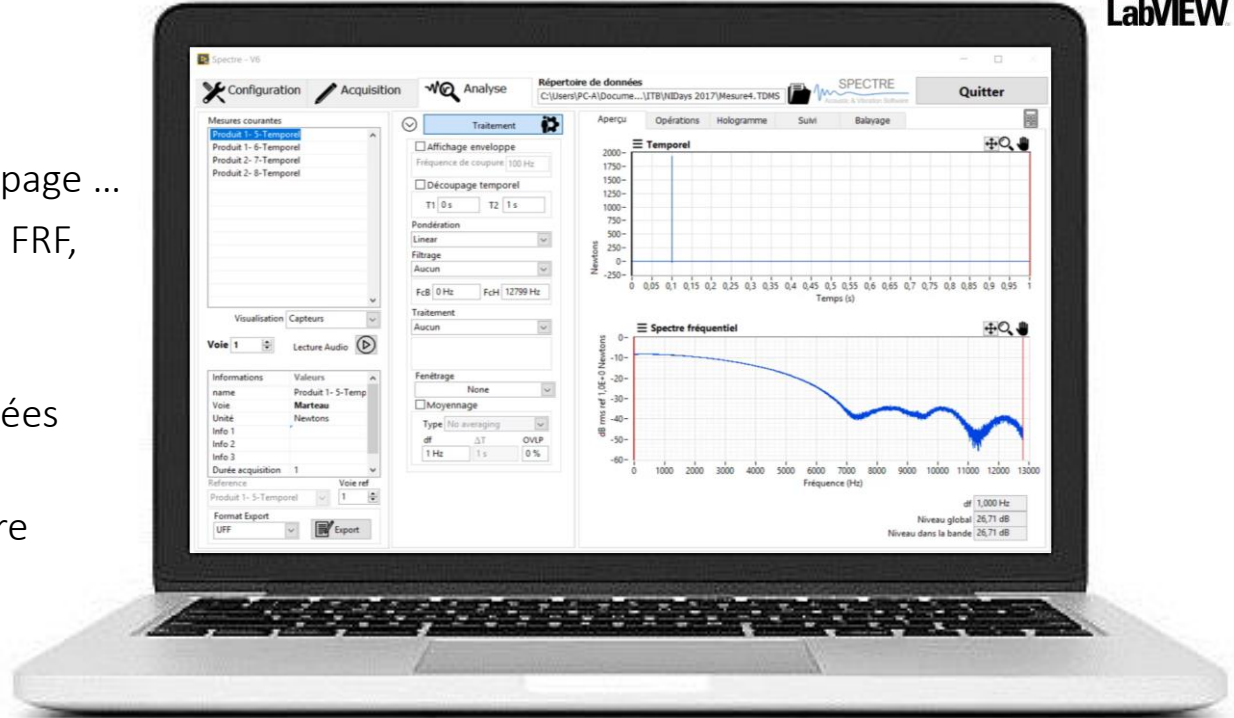 LabVIEW
page ...
FRF,
ées
re
Spectre - V6
Configuration
Acquisition
Analyse
Répertoire de données
C:\Users\PC-A\Docume...\ITB\NIDays 2017\Mesure4.TDMS
SPECTRE
Acoustic & Vibration Software
Quitter
Mesures courantes
Produit 1- 5-Temporel
Produit 1- 6-Temporel
Produit 2- 7-Temporel
Produit 2- 8-Temporel
Visualisation Capteurs
Voie 1 Lecture Audio
Informations Valeurs
name Produit 1- 5-Temp
Voie Marteau
Unité Newtons
Info 1
Info 2
Info 3
Durée acquisition 1
Reference Voie ref
Produit 1- 5-Temporel 1
Format Export
UFF Export
Traitement
Affichage enveloppe
Fréquence de coupure 100 Hz
Découpage temporel
T1 0 s T2 1 s
Pondération
Linear
Filtrage
Aucun
FcB 0 Hz FcH 12799 Hz
Traitement
Aucun
Fenêtrage
None
Moyennage
Type No averaging
df ΔT OVLP
1 Hz 1 s 0 %
Aperçu Opérations Hologramme Suivi Balayage
Temporel
2000
1750
1500
1250
1000
750
500
250
0
-250
Newtons
0 0,05 0,1 0,15 0,2 0,25 0,3 0,35 0,4 0,45 0,5 0,55 0,6 0,65 0,7 0,75 0,8 0,85 0,9 0,95 1
Temps (s)
Spectre fréquentiel
0
-10
-20
-30
-40
-50
-60
dB rms ref 1,0E+0 Newtons
0 1000 2000 3000 4000 5000 6000 7000 8000 9000 10000 11000 12000 13000
Fréquence (Hz)
df 1,000 Hz
Niveau global 26,71 dB
Niveau dans la bande 26,71 dB